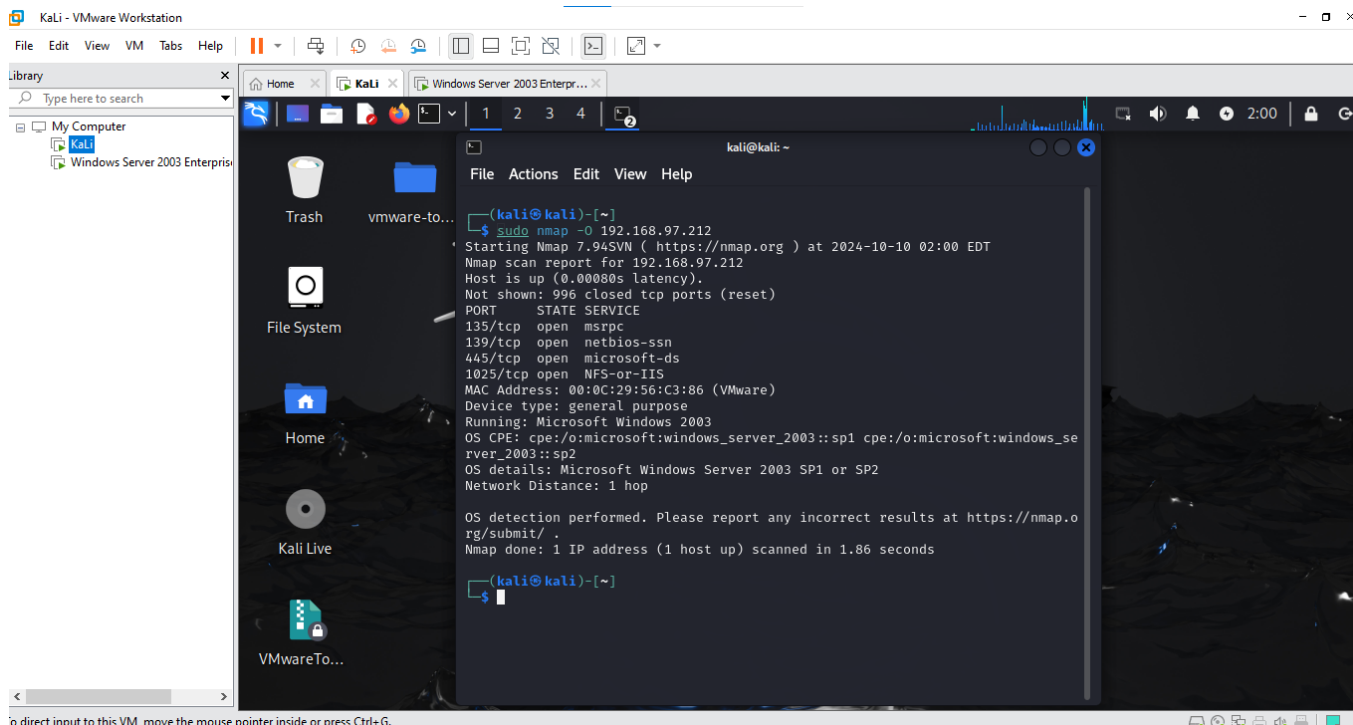 KaLi - VMware Workstation
File Edit View VM Tabs Help
Library
Type here to search
My Computer
KaLi
Windows Server 2003 Enterpris
Home
KaLi
Windows Server 2003 Enterpr...
1 2 3 4
2
2:00
Trash
vmware-to...
File System
Home
Kali Live
VMwareTo...
kali@kali: ~
File Actions Edit View Help
(kali㉿kali)-[~]
$ sudo nmap -O 192.168.97.212
Starting Nmap 7.94SVN ( https://nmap.org ) at 2024-10-10 02:00 EDT
Nmap scan report for 192.168.97.212
Host is up (0.00080s latency).
Not shown: 996 closed tcp ports (reset)
PORT STATE SERVICE
135/tcp open msrpc
139/tcp open netbios-ssn
445/tcp open microsoft-ds
1025/tcp open NFS-or-IIS
MAC Address: 00:0C:29:56:C3:86 (VMware)
Device type: general purpose
Running: Microsoft Windows 2003
OS CPE: cpe:/o:microsoft:windows_server_2003::sp1 cpe:/o:microsoft:windows_se
rver_2003::sp2
OS details: Microsoft Windows Server 2003 SP1 or SP2
Network Distance: 1 hop
OS detection performed. Please report any incorrect results at https://nmap.o
rg/submit/ .
Nmap done: 1 IP address (1 host up) scanned in 1.86 seconds
(kali㉿kali)-[~]
$
To direct input to this VM, move the mouse pointer inside or press Ctrl+G.